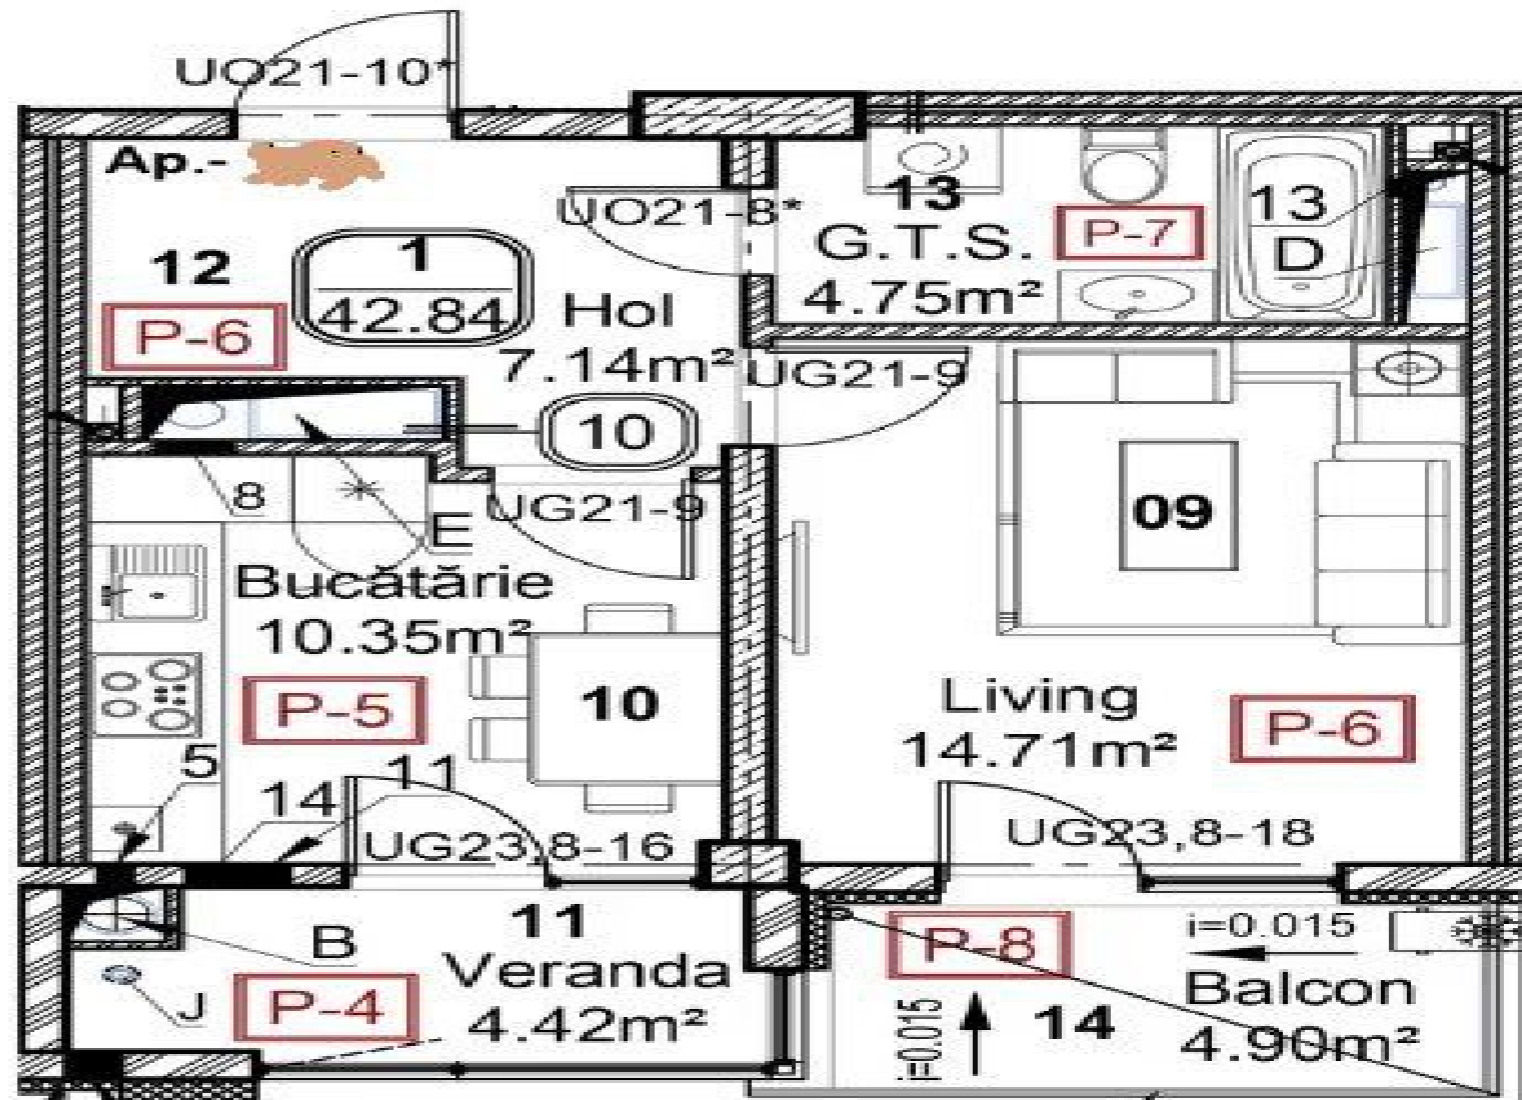 UO21-10*
Ap.-
12
1
42.84
P-6
Hol
7.14m²
UO21-8*
13
G.T.S.
4.75m²
P-7
13
D
UG21-9
10
8
E
UG21-9
Bucătărie
10.35m²
P-5
10
5
14
11
UG23,8-16
09
Living
14.71m²
P-6
UG23,8-18
11
Veranda
4.42m²
B
J
P-4
P-8
i=0.015
i=0.015
14
Balcon
4.90m²